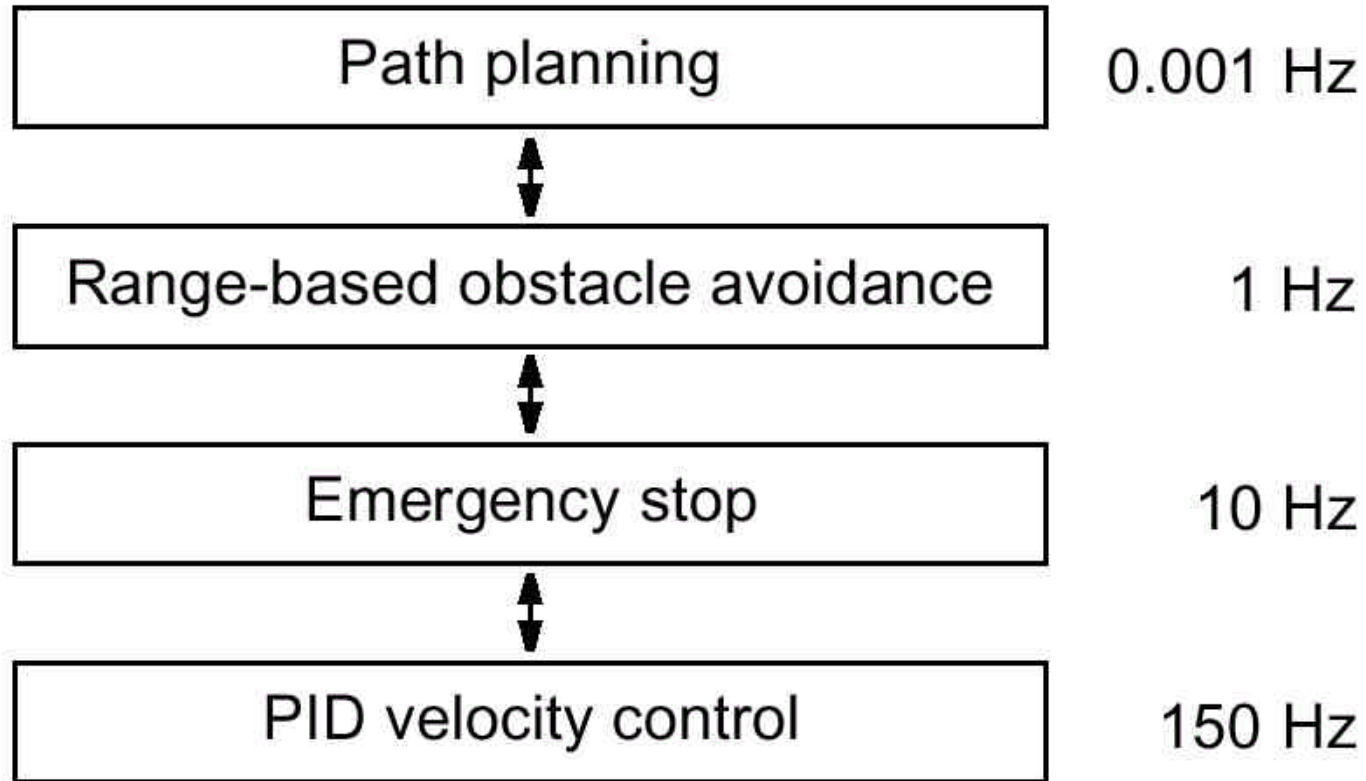 Path planning 0.001 Hz
Range-based obstacle avoidance 1 Hz
Emergency stop 10 Hz
PID velocity control 150 Hz